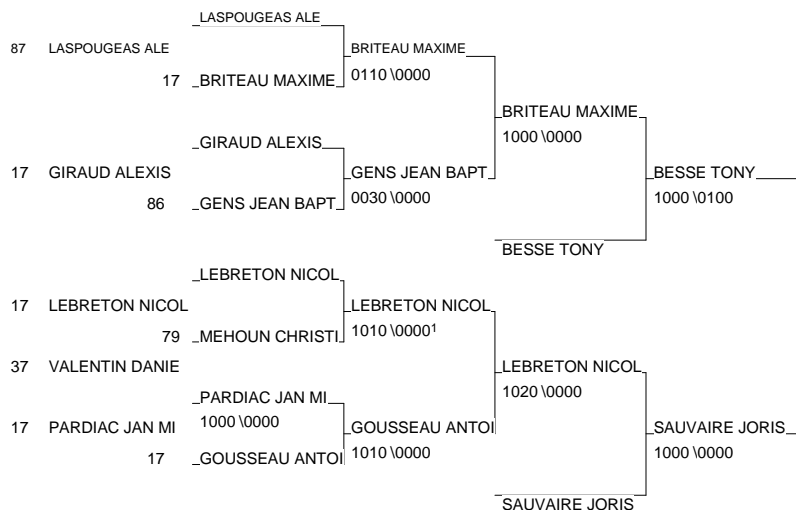 LASPOUGEAS ALE
87 LASPOUGEAS ALE BRITEAU MAXIME
17 BRITEAU MAXIME 0110 \0000
BRITEAU MAXIME
1000 \0000
GIRAUD ALEXIS
17 GIRAUD ALEXIS GENS JEAN BAPT BESSE TONY
0030 \0000 1000 \0100
86 GENS JEAN BAPT
BESSE TONY
LEBRETON NICOL
17 LEBRETON NICOL LEBRETON NICOL
79 MEHOUN CHRISTI 1010 \0000¹
37 VALENTIN DANIE LEBRETON NICOL
1020 \0000
PARDIAC JAN MI
1000 \0000
17 PARDIAC JAN MI GOUSSEAU ANTOI SAUVAIRE JORIS
1010 \0000 1000 \0000
17 GOUSSEAU ANTOI
SAUVAIRE JORIS